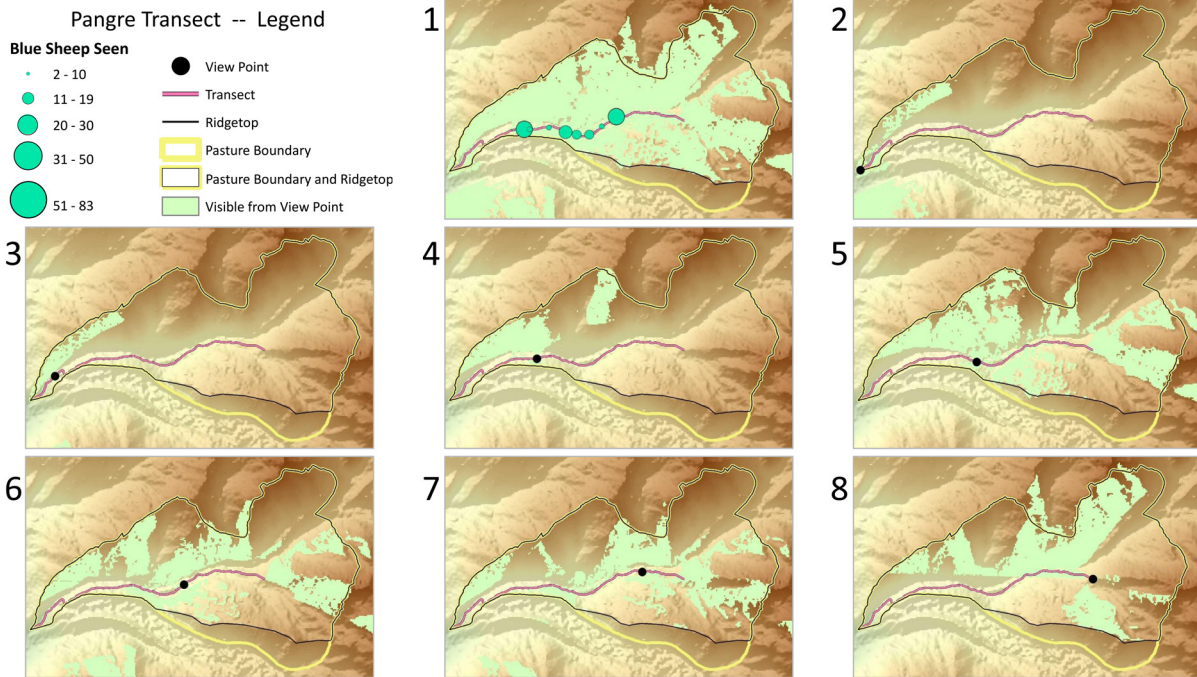 Pangre Transect -- Legend
Blue Sheep Seen
2 - 10
11 - 19
20 - 30
31 - 50
51 - 83
View Point
Transect
Ridgetop
Pasture Boundary
Pasture Boundary and Ridgetop
Visible from View Point
1
2
3
4
5
6
7
8